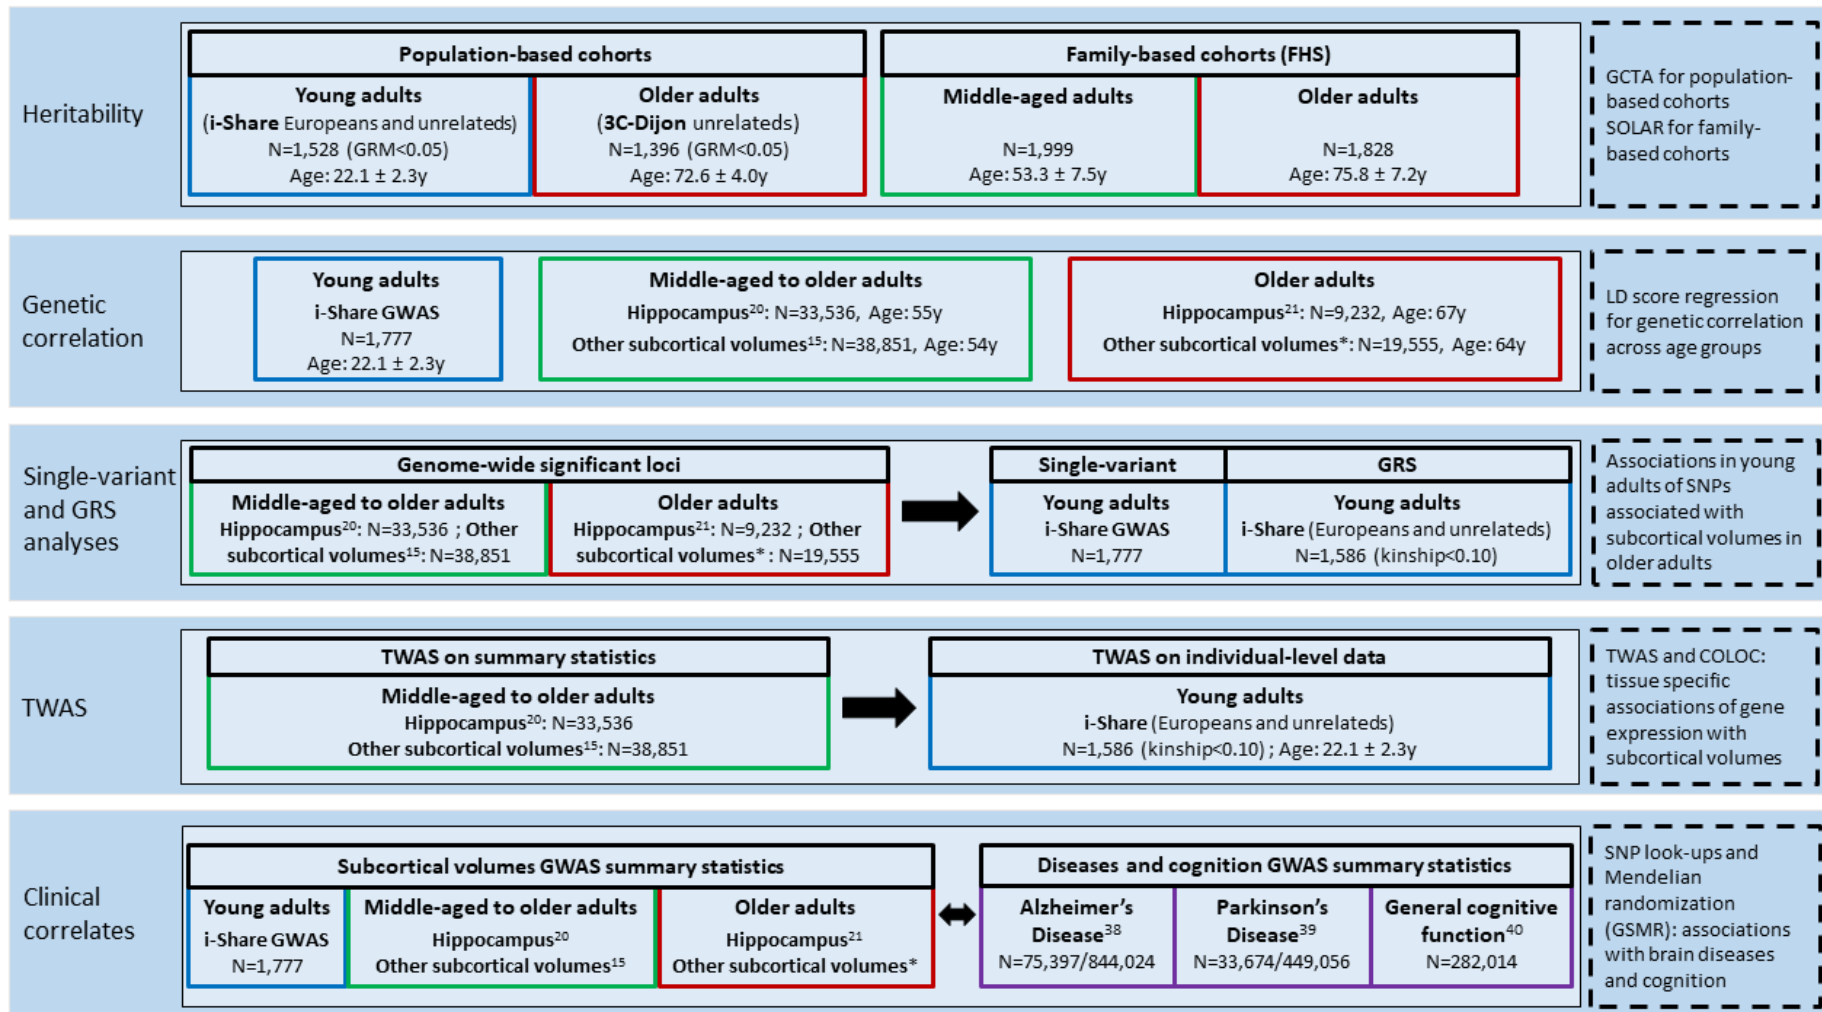 Heritability
Population-based cohorts
Young adults
(i-Share Europeans and unrelateds)
N=1,528 (GRM<0.05)
Age: 22.1 ± 2.3y
Older adults
(3C-Dijon unrelateds)
N=1,396 (GRM<0.05)
Age: 72.6 ± 4.0y
Family-based cohorts (FHS)
Middle-aged adults
N=1,999
Age: 53.3 ± 7.5y
Older adults
N=1,828
Age: 75.8 ± 7.2y
GCTA for population-
based cohorts
SOLAR for family-
based cohorts
Genetic
correlation
Young adults
i-Share GWAS
N=1,777
Age: 22.1 ± 2.3y
Middle-aged to older adults
Hippocampus²⁰: N=33,536, Age: 55y
Other subcortical volumes¹⁵: N=38,851, Age: 54y
Older adults
Hippocampus²¹: N=9,232, Age: 67y
Other subcortical volumes*: N=19,555, Age: 64y
LD score regression
for genetic correlation
across age groups
Single-variant
and GRS
analyses
Genome-wide significant loci
Middle-aged to older adults
Hippocampus²⁰: N=33,536 ; Other
subcortical volumes¹⁵: N=38,851
Older adults
Hippocampus²¹: N=9,232 ; Other
subcortical volumes* : N=19,555
Single-variant
Young adults
i-Share GWAS
N=1,777
GRS
Young adults
i-Share (Europeans and unrelateds)
N=1,586 (kinship<0.10)
Associations in young
adults of SNPs
associated with
subcortical volumes in
older adults
TWAS
TWAS on summary statistics
Middle-aged to older adults
Hippocampus²⁰: N=33,536
Other subcortical volumes¹⁵: N=38,851
TWAS on individual-level data
Young adults
i-Share (Europeans and unrelateds)
N=1,586 (kinship<0.10) ; Age: 22.1 ± 2.3y
TWAS and COLOC:
tissue specific
associations of gene
expression with
subcortical volumes
Clinical
correlates
Subcortical volumes GWAS summary statistics
Young adults
i-Share GWAS
N=1,777
Middle-aged to older adults
Hippocampus²⁰
Other subcortical volumes¹⁵
Older adults
Hippocampus²¹
Other subcortical volumes*
Diseases and cognition GWAS summary statistics
Alzheimer's
Disease³⁸
N=75,397/844,024
Parkinson's
Disease³⁹
N=33,674/449,056
General cognitive
function⁴⁰
N=282,014
SNP look-ups and
Mendelian
randomization
(GSMR): associations
with brain diseases
and cognition